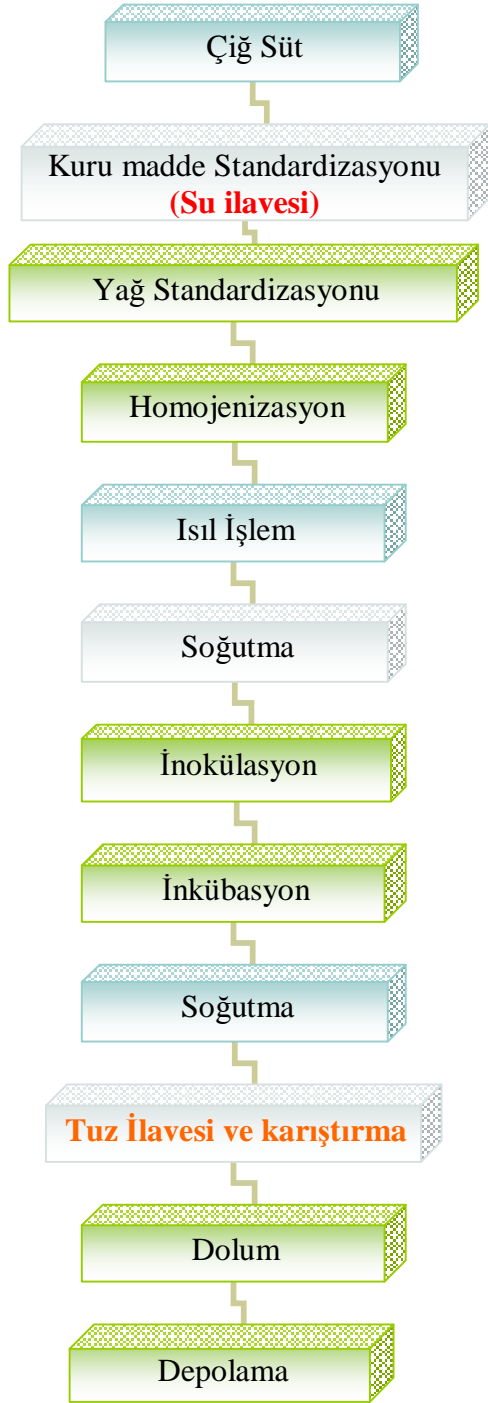 Çiğ Süt
Kuru madde Standardizasyonu
(Su ilavesi)
Yağ Standardizasyonu
Homojenizasyon
Isıl İşlem
Soğutma
İnokülasyon
İnkübasyon
Soğutma
Tuz İlavesi ve karıştırma
Dolum
Depolama